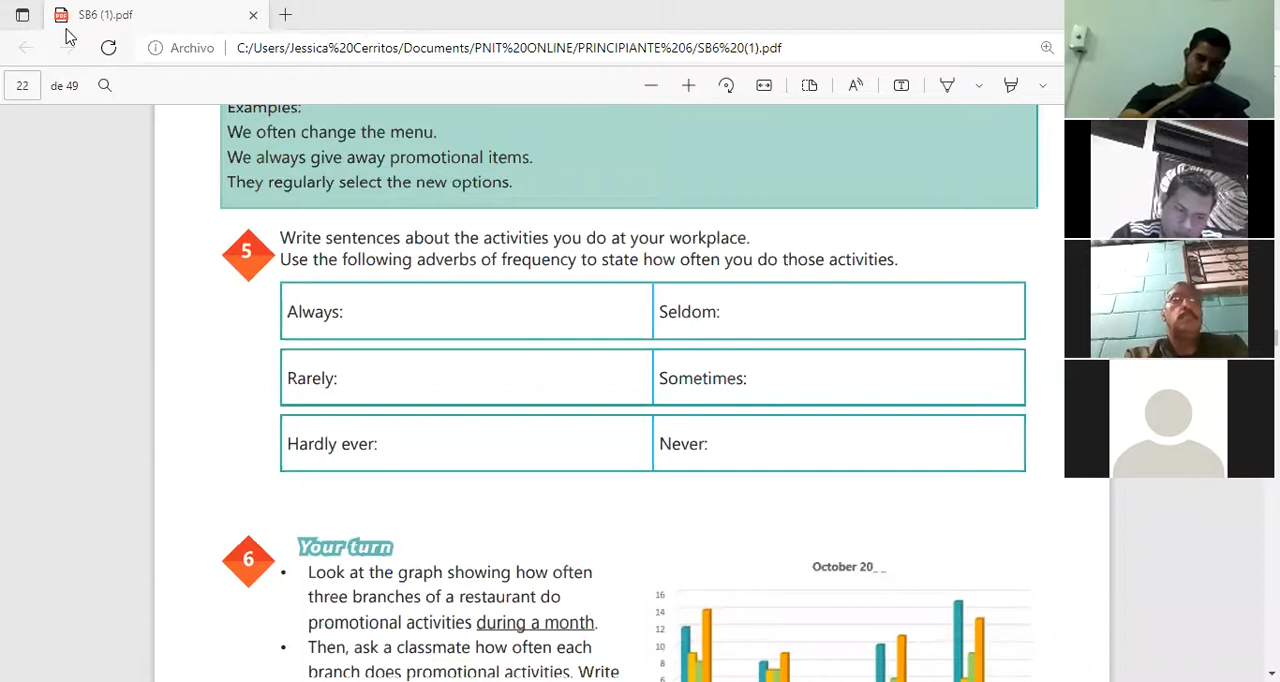 SB6 (1).pdf
Archivo
C:/Users/Jessica%20Cerritos/Documents/PNIT%20ONLINE/PRINCIPIANTE%206/SB6%20(1).pdf
22
de 49
Examples:
We often change the menu.
We always give away promotional items.
They regularly select the new options.
5
Write sentences about the activities you do at your workplace.
Use the following adverbs of frequency to state how often you do those activities.
Always:
Seldom:
Rarely:
Sometimes:
Hardly ever:
Never:
6
Your turn
• Look at the graph showing how often
three branches of a restaurant do
promotional activities during a month.
• Then, ask a classmate how often each
branch does promotional activities. Write
October 20_ _
16
14
12
10
8
6